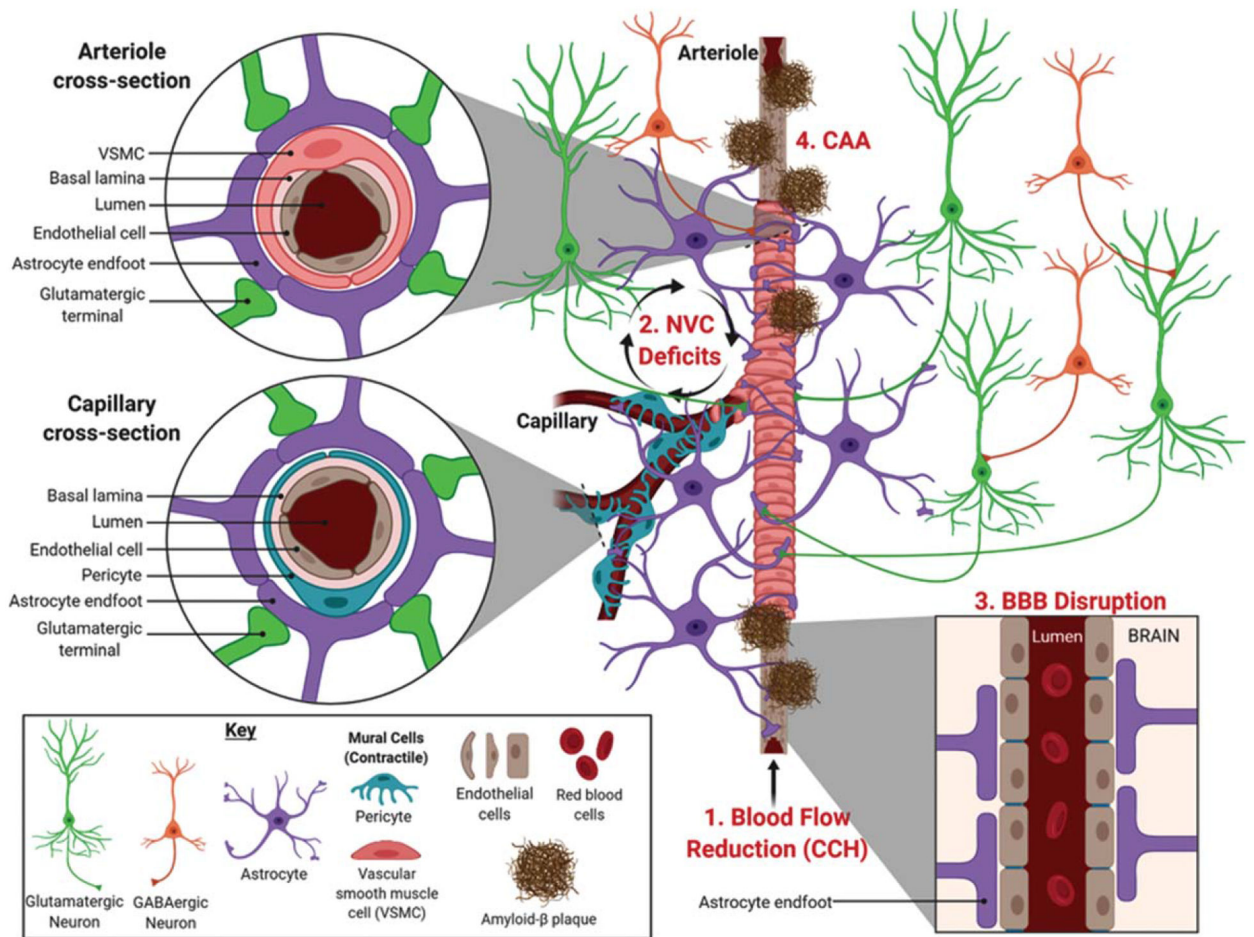 Arteriole
cross-section
VSMC
Basal lamina
Lumen
Endothelial cell
Astrocyte endfoot
Glutamatergic
terminal
Arteriole
4. CAA
2. NVC
Deficits
Capillary
cross-section
Capillary
Basal lamina
Lumen
Endothelial cell
Pericyte
Astrocyte endfoot
Glutamatergic
terminal
3. BBB Disruption
Lumen
BRAIN
Astrocyte endfoot
1. Blood Flow
Reduction (CCH)
Key
Glutamatergic
Neuron
GABAergic
Neuron
Astrocyte
Mural Cells
(Contractile)
Pericyte
Vascular
smooth muscle
cell (VSMC)
Endothelial
cells
Red blood
cells
Amyloid-β plaque